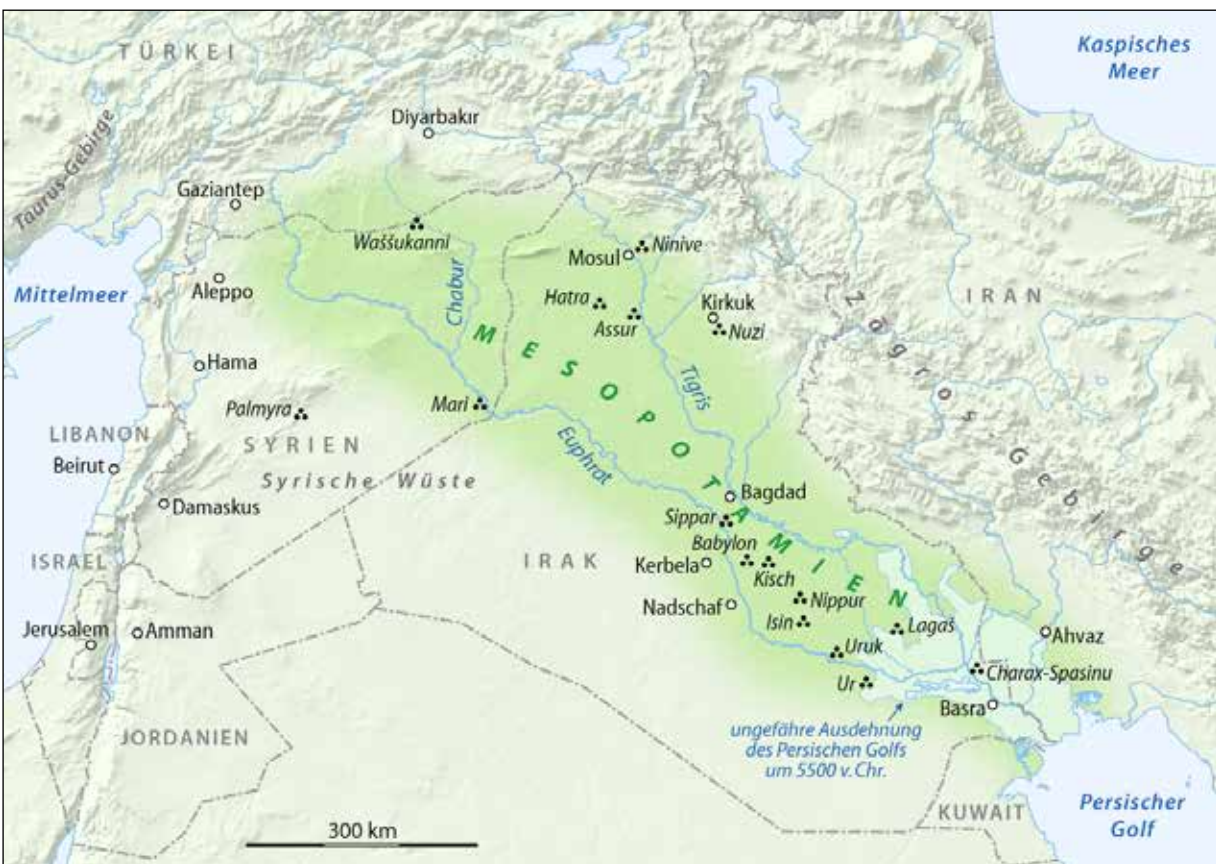 TÜRKEI
Kaspisches
Meer
Diyarbakır
Taurus-Gebirge
Gaziantep
Waššukanni
Ninive
Mosul
Mittelmeer
Aleppo
Chabur
Hatra
Assur
Kirkuk
Nuzi
IRAN
Zagros-Gebirge
MESOPOTAMIEN
Hama
Tigris
Palmyra
Mari
LIBANON
SYRIEN
Beirut
Syrische Wüste
Euphrat
Damaskus
Bagdad
Sippar
Babylon
ISRAEL
IRAK
Kerbela
Kisch
Nadschaf
Nippur
Isin
Lagaš
Jerusalem
Amman
Uruk
Ahvaz
Ur
Charax-Spasinu
Basra
JORDANIEN
ungefähre Ausdehnung
des Persischen Golfs
um 5500 v. Chr.
KUWAIT
Persischer
Golf
300 km